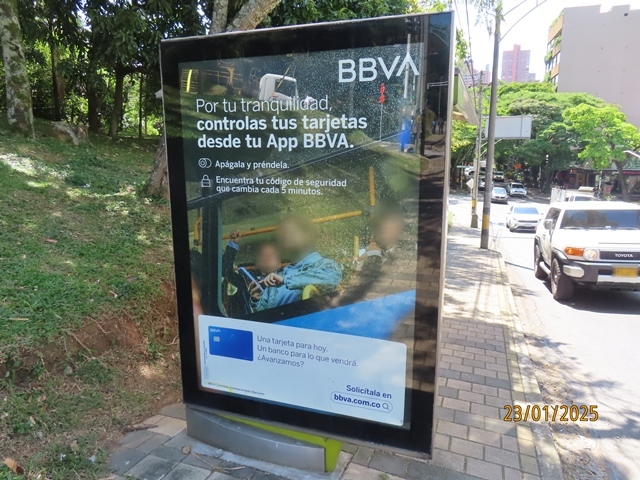 BBVA
Por tu tranquilidad,
controlas tus tarjetas
desde tu App BBVA.
Apágala y préndela.
Encuentra tu código de seguridad
que cambia cada 5 minutos.
BBVA
Una tarjeta para hoy.
Un banco para lo que vendrá.
¿Avanzamos?
Solicítala en
bbva.com.co
TOYOTA
23/01/2025